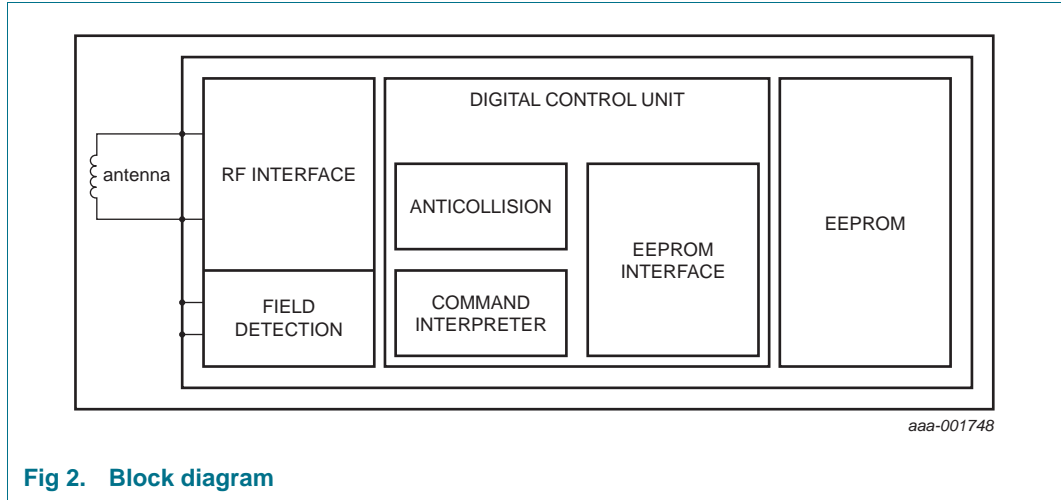 DIGITAL CONTROL UNIT
antenna
RF INTERFACE
ANTICOLLISION
EEPROM
INTERFACE
EEPROM
FIELD
DETECTION
COMMAND
INTERPRETER
aaa-001748
Fig 2. Block diagram